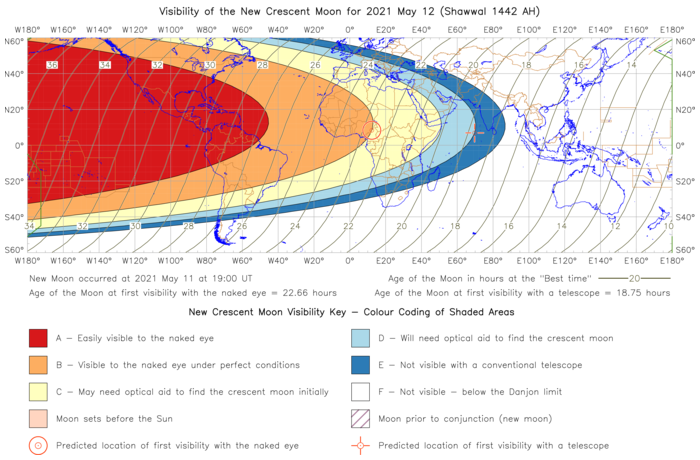 Visibility of the New Crescent Moon for 2021 May 12 (Shawwal 1442 AH)
W180° W160° W140° W120° W100° W80° W60° W40° W20° 0° E20° E40° E60° E80° E100° E120° E140° E160° E180°
N60° N60°
36 34 32 30 28 24 22 20 18 16 14
N40° N40°
N20° N20°
0° 0°
S20° S20°
S40° S40°
34 32 30 28 26 24 22 20 18 16 14 12 10
S60° S60°
W180° W160° W140° W120° W100° W80° W60° W40° W20° 0° E20° E40° E60° E80° E100° E120° E140° E160° E180°
New Moon occurred at 2021 May 11 at 19:00 UT
Age of the Moon in hours at the "Best time" 20
Age of the Moon at first visibility with the naked eye = 22.66 hours
Age of the Moon at first visibility with a telescope = 18.75 hours
New Crescent Moon Visibility Key – Colour Coding of Shaded Areas
A – Easily visible to the naked eye
D – Will need optical aid to find the crescent moon
B – Visible to the naked eye under perfect conditions
E – Not visible with a conventional telescope
C – May need optical aid to find the crescent moon initially
F – Not visible – below the Danjon limit
Moon sets before the Sun
Moon prior to conjunction (new moon)
Predicted location of first visibility with the naked eye
Predicted location of first visibility with a telescope